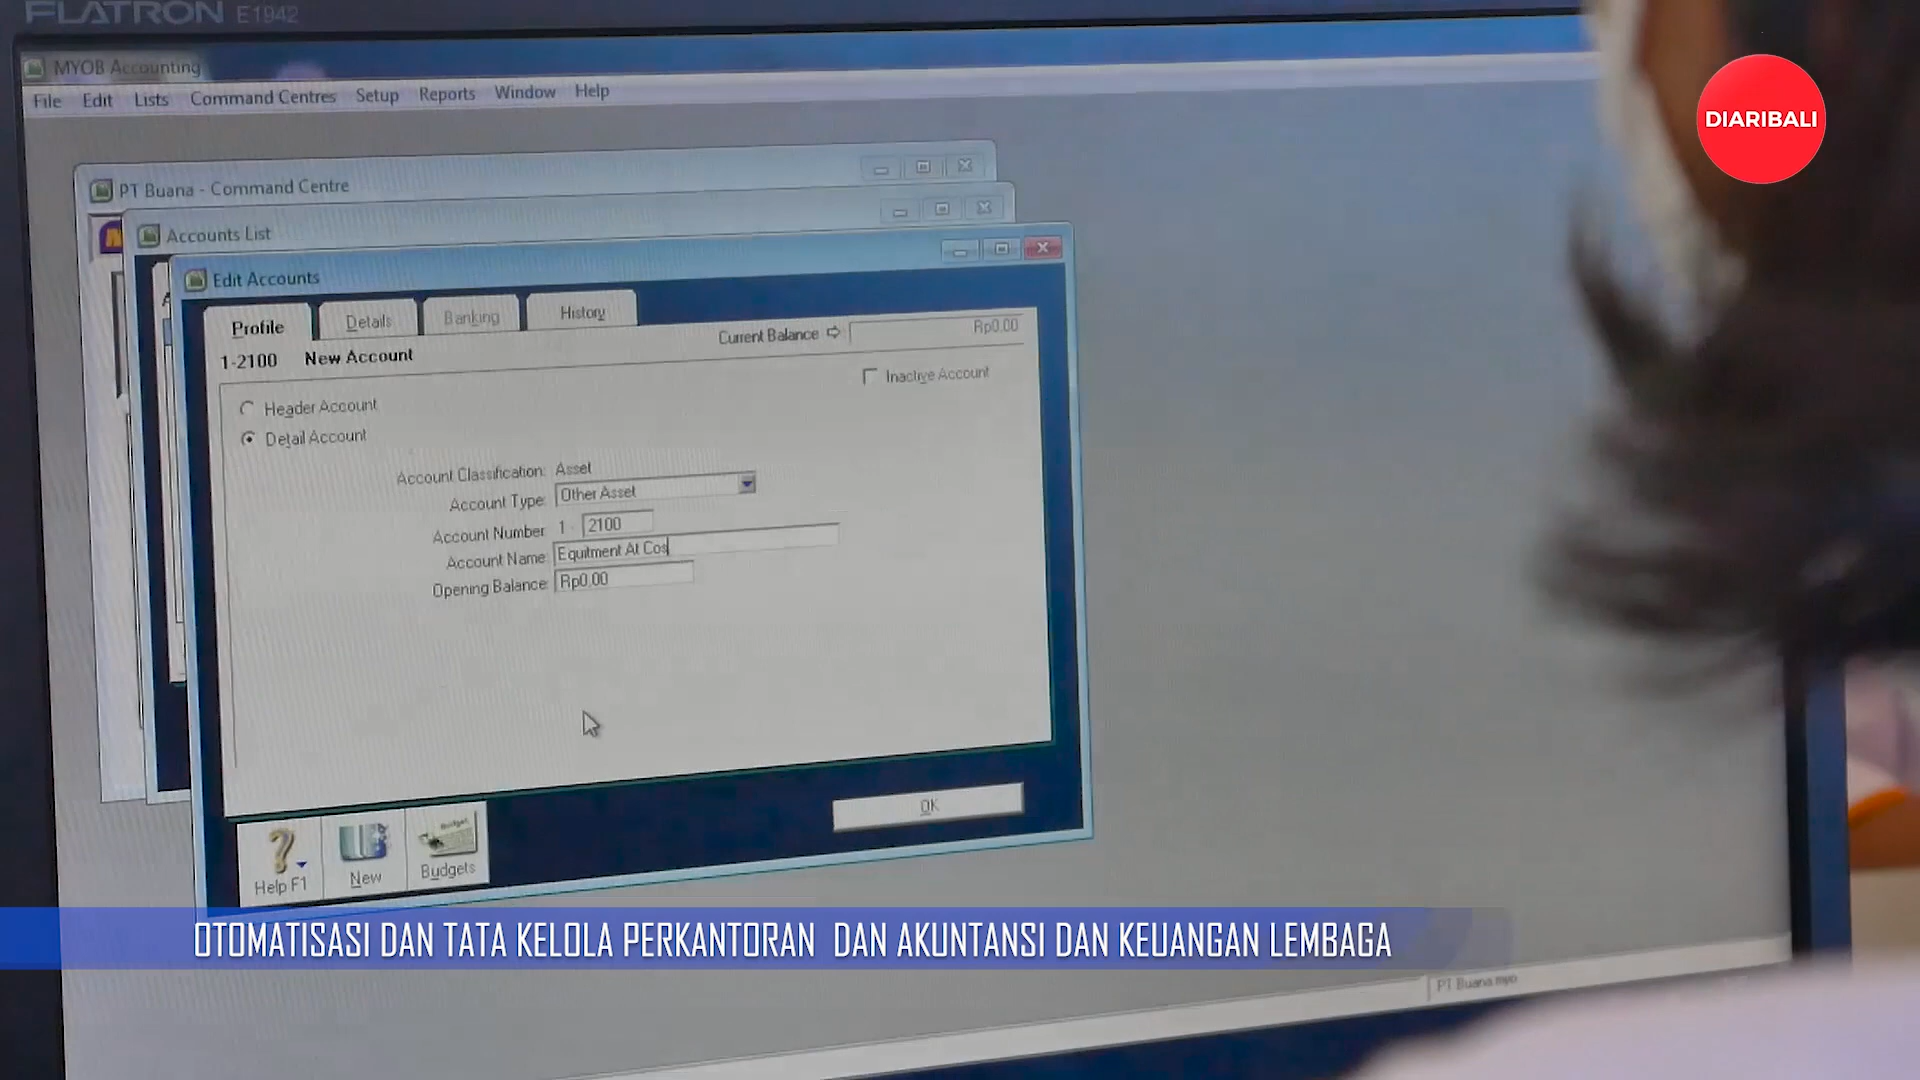 FLATRON E1942
MYOB Accounting
File Edit Lists Command Centres Setup Reports Window Help
DIARIBALI
PT Buana - Command Centre
Accounts List
Edit Accounts
Profile Details Banking History
1-2100 New Account
Current Balance Rp0.00
Inactive Account
Header Account
Detail Account
Account Classification: Asset
Account Type: Other Asset
Account Number: 1 - 2100
Account Name: Equitment At Cos
Opening Balance: Rp0.00
OK
Help F1 New Budgets
OTOMATISASI DAN TATA KELOLA PERKANTORAN DAN AKUNTANSI DAN KEUANGAN LEMBAGA
PT Buana.myo